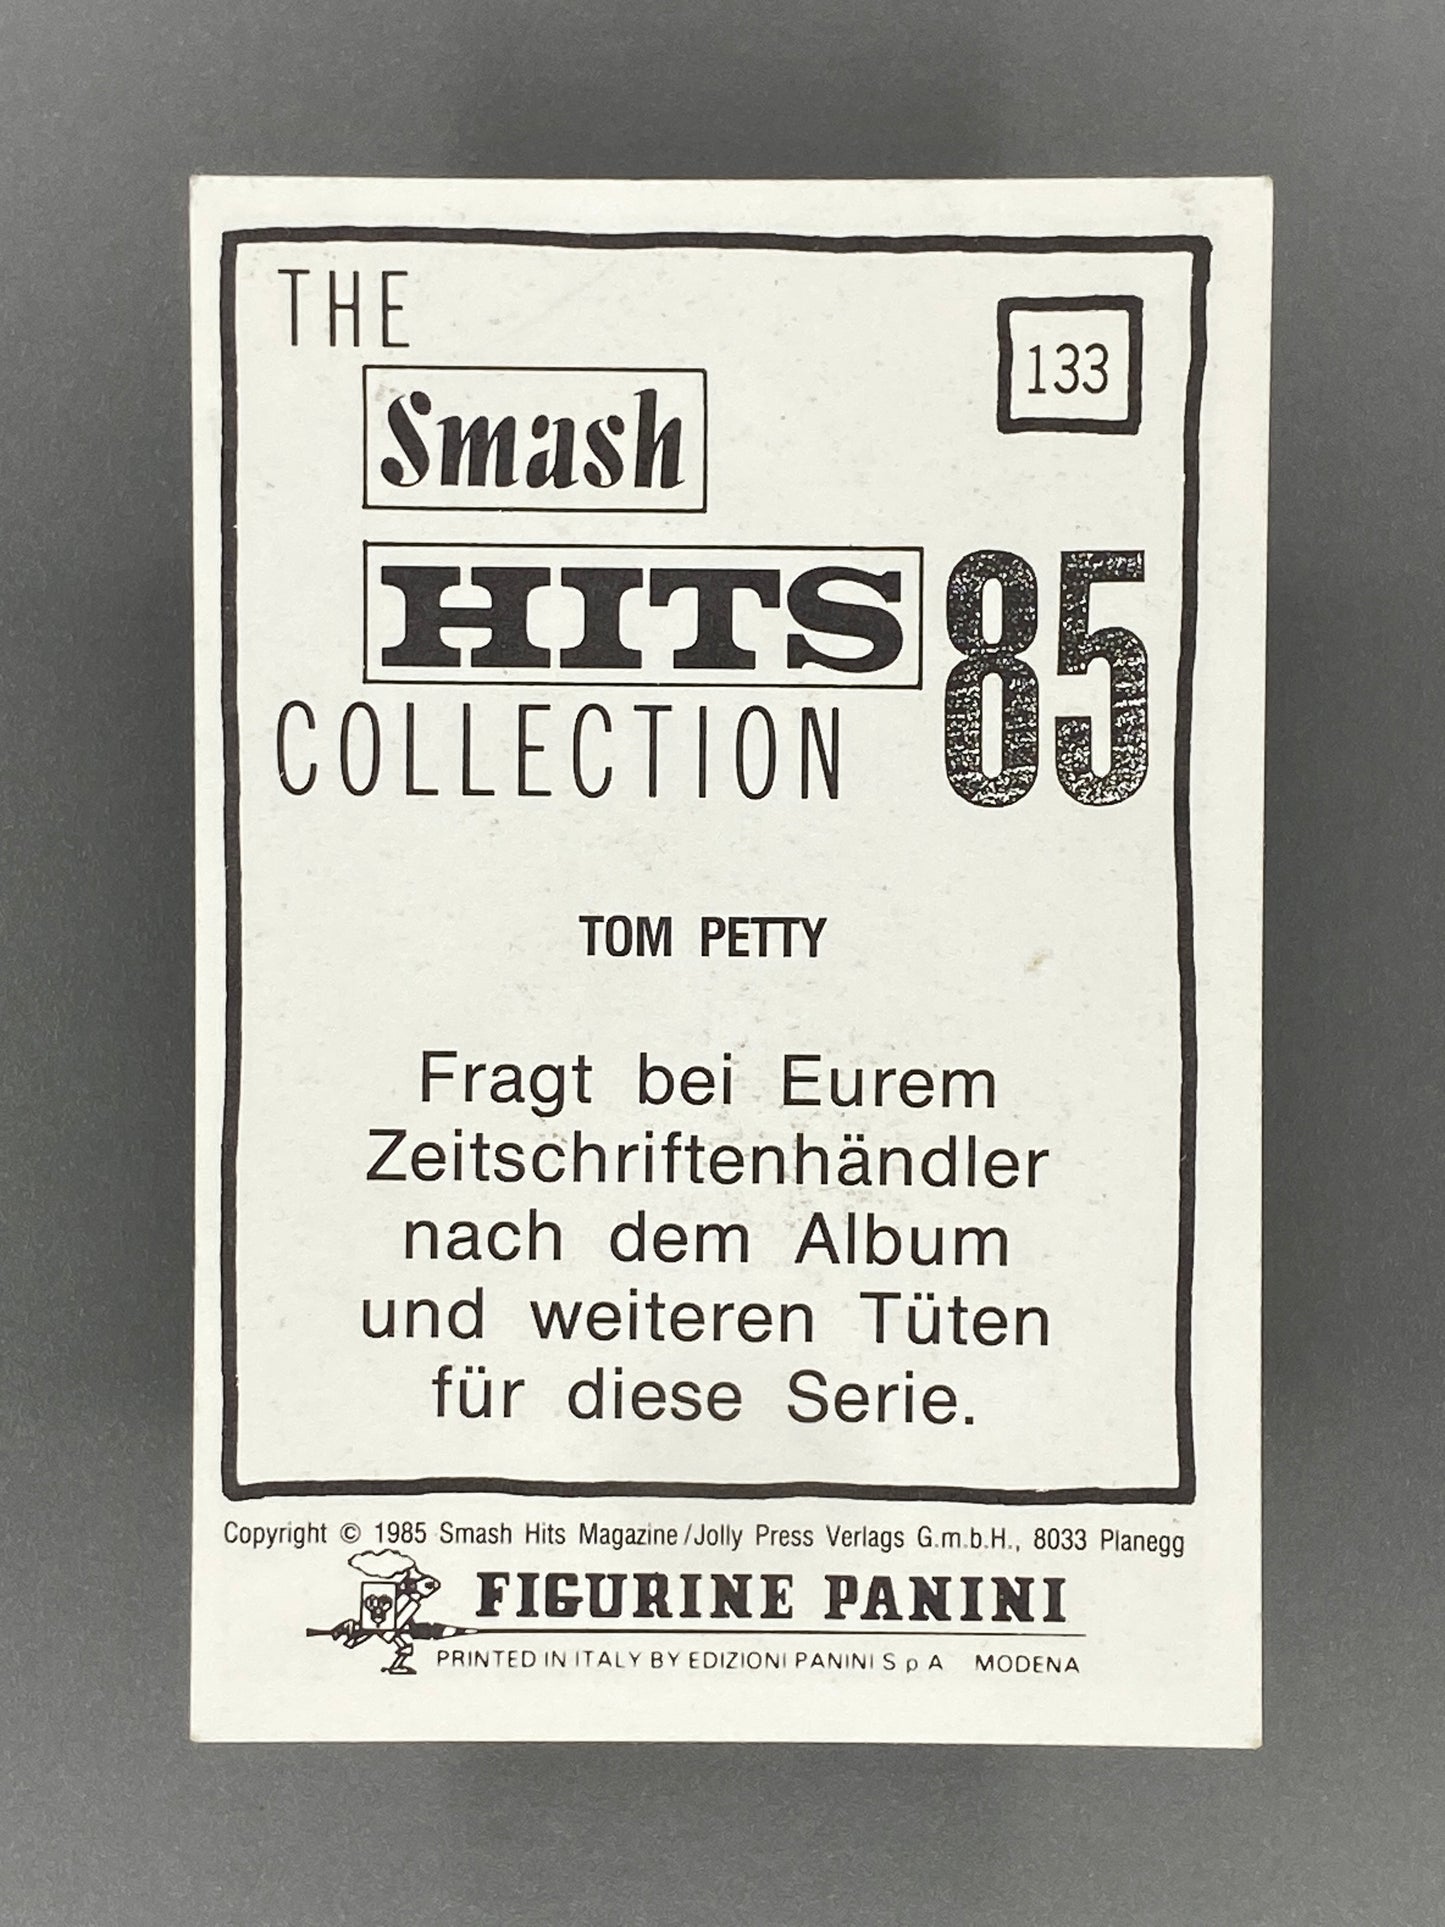 THE
133
Smash
HITS 85
COLLECTION
TOM PETTY
Fragt bei Eurem
Zeitschriftenhändler
nach dem Album
und weiteren Tüten
für diese Serie.
Copyright © 1985 Smash Hits Magazine/Jolly Press Verlags G.m.b.H., 8033 Planegg
FIGURINE PANINI
PRINTED IN ITALY BY EDIZIONI PANINI S p A MODENA